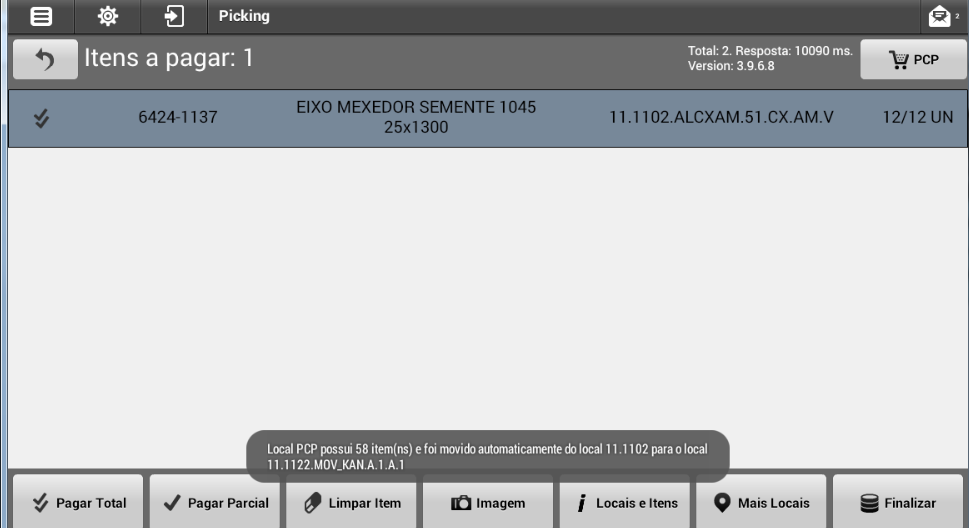 Picking
2
Itens a pagar: 1
Total: 2. Resposta: 10090 ms.
Version: 3.9.6.8
PCP
6424-1137
EIXO MEXEDOR SEMENTE 1045
25x1300
11.1102.ALCXAM.51.CX.AM.V
12/12 UN
Local PCP possui 58 item(ns) e foi movido automaticamente do local 11.1102 para o local
11.1122.MOV_KAN.A.1.A.1
Pagar Total
Pagar Parcial
Limpar Item
Imagem
Locais e Itens
Mais Locais
Finalizar